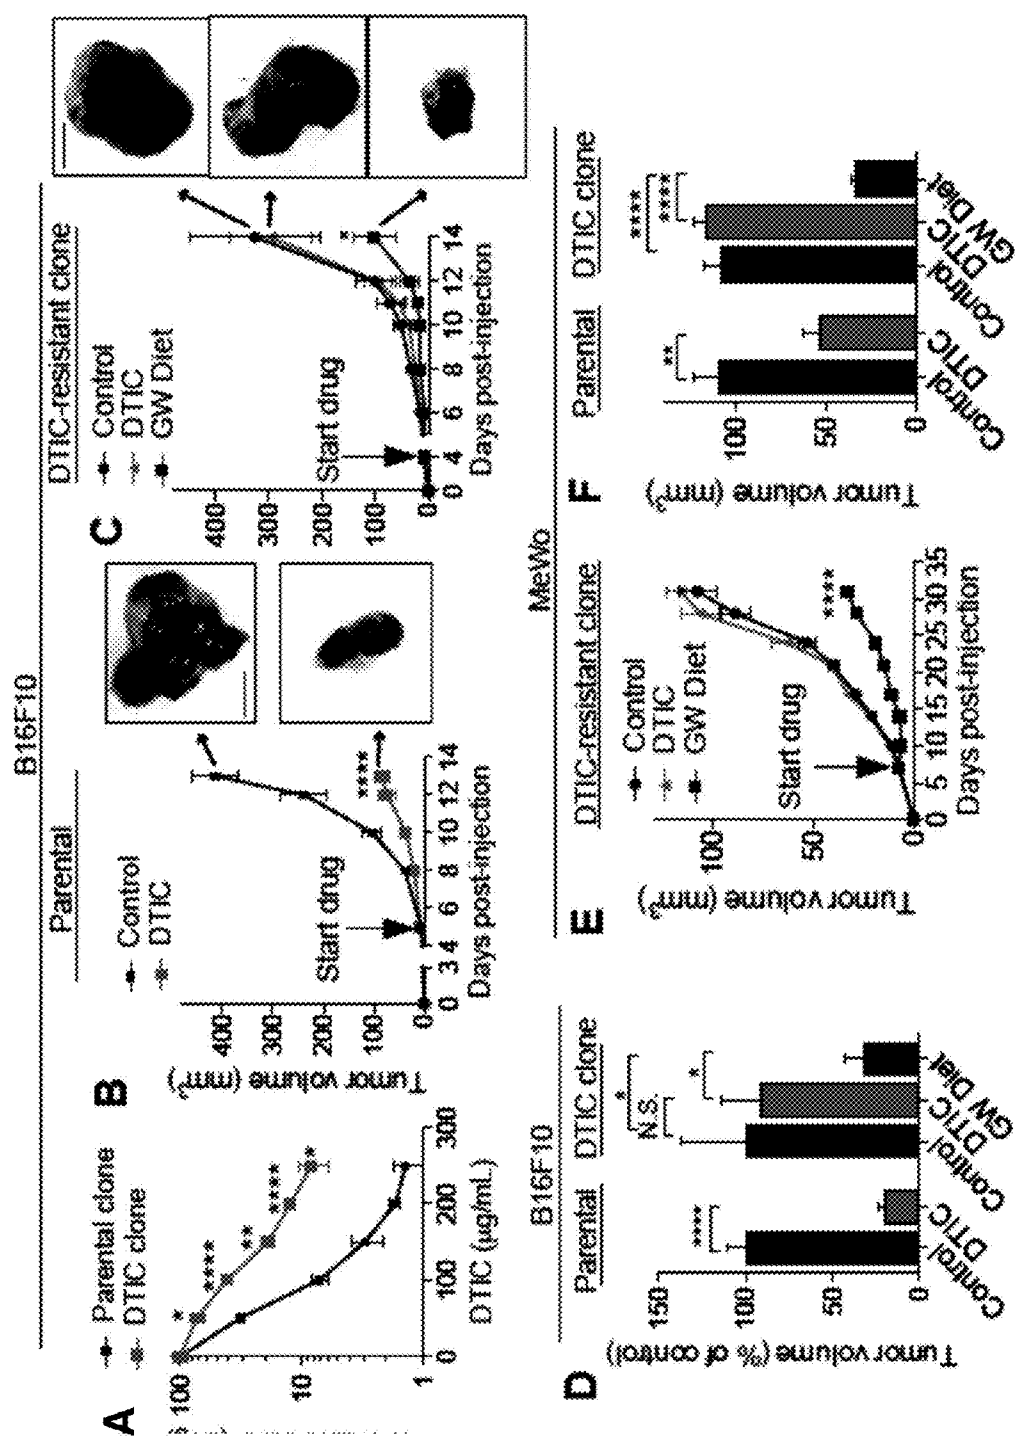 B16F10
A
Parental clone
DTIC clone
100
10
1
*
****
**
****
*
0 100 200 300
DTIC (µg/mL)
B
Parental
Control
DTIC
Tumor volume (mm³)
400
300
200
100
0
Start drug
****
0 3 4 6 8 10 12 14
Days post-injection
C
DTIC-resistant clone
Control
DTIC
GW Diet
400
300
200
100
0
Start drug
*
0 4 6 8 10 12 14
Days post-injection
D
B16F10
Parental
DTIC clone
Tumor volume (% of control)
150
100
50
0
****
*
N.S.
*
Control
DTIC
Control
DTIC
GW Diet
MeWo
E
DTIC-resistant clone
Control
DTIC
GW Diet
Tumor volume (mm³)
100
50
0
Start drug
****
0 5 10 15 20 25 30 35
Days post-injection
F
Parental
DTIC clone
Tumor volume (mm³)
100
50
0
**
****
****
Control
DTIC
Control
DTIC
GW Diet